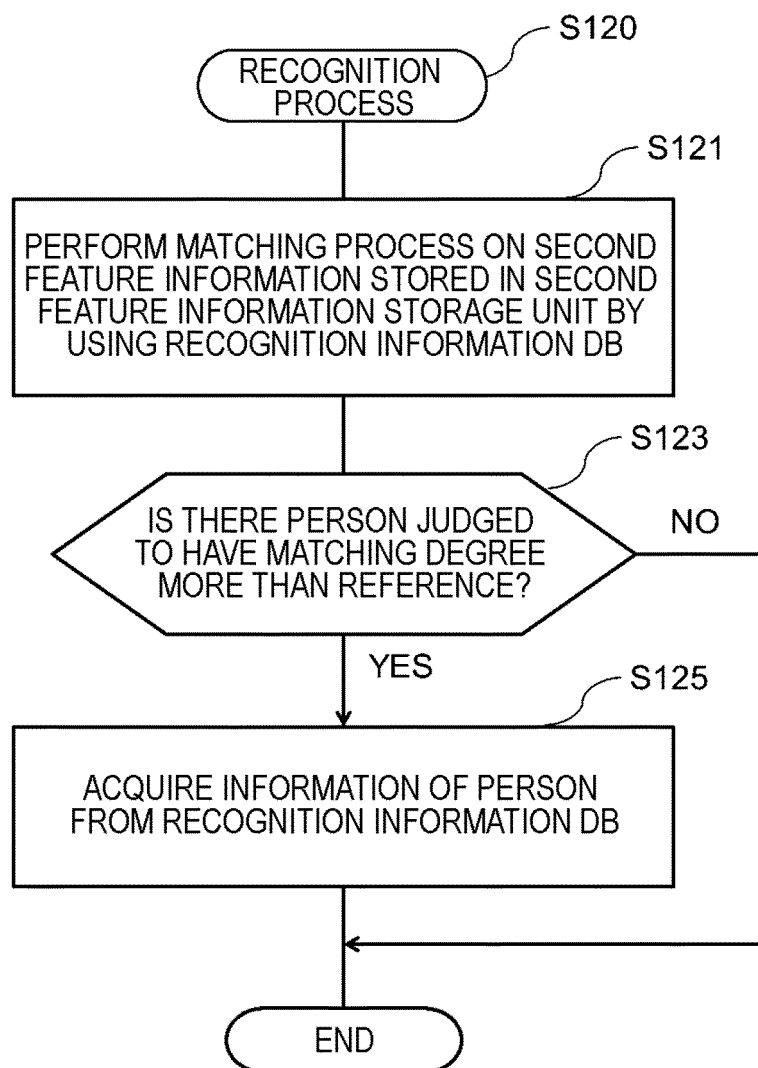 S120
RECOGNITION
PROCESS
S121
PERFORM MATCHING PROCESS ON SECOND
FEATURE INFORMATION STORED IN SECOND
FEATURE INFORMATION STORAGE UNIT BY
USING RECOGNITION INFORMATION DB
S123
IS THERE PERSON JUDGED
TO HAVE MATCHING DEGREE
MORE THAN REFERENCE?
NO
YES
S125
ACQUIRE INFORMATION OF PERSON
FROM RECOGNITION INFORMATION DB
END